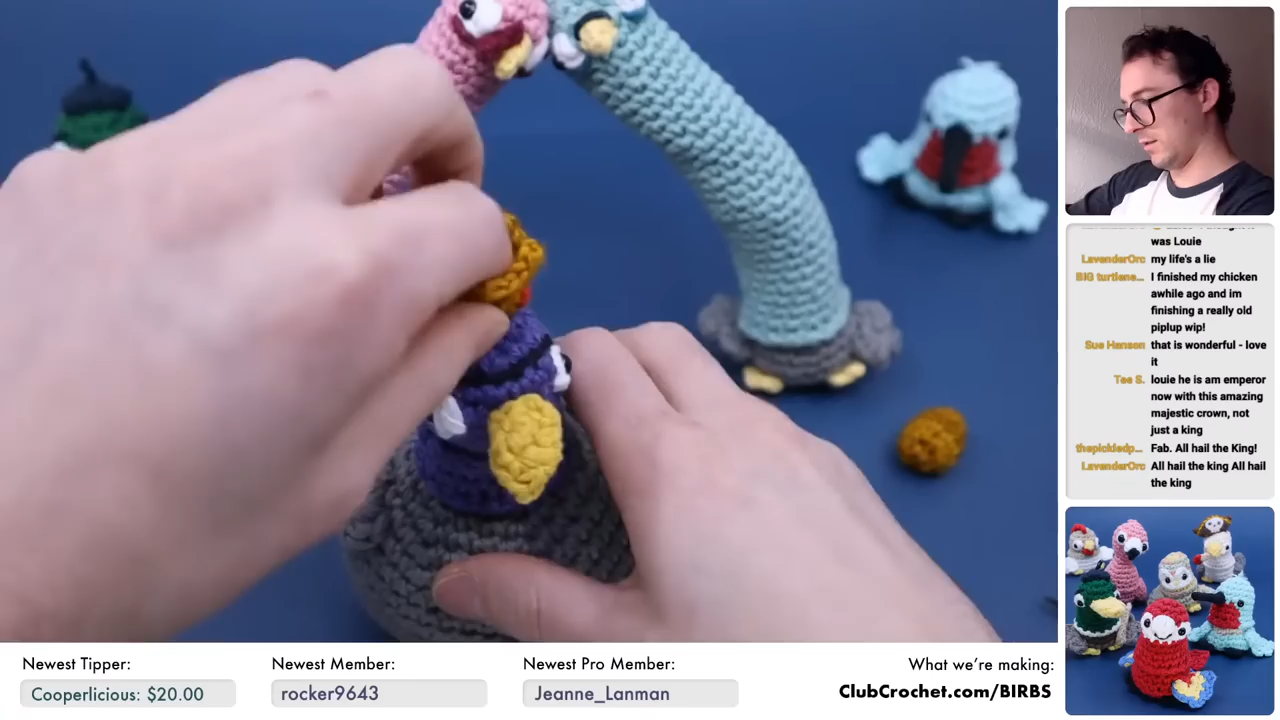 was Louie
LavenderOrc my life's a lie
BIG turtlene... I finished my chicken
awhile ago and im
finishing a really old
piplup wip!
Sue Hanson that is wonderful - love
it
Tee S. louie he is am emperor
now with this amazing
majestic crown, not
just a king
thepickledp... Fab. All hail the King!
LavenderOrc All hail the king All hail
the king
Newest Tipper:
Cooperlicious: $20.00
Newest Member:
rocker9643
Newest Pro Member:
Jeanne_Lanman
What we're making:
ClubCrochet.com/BIRBS